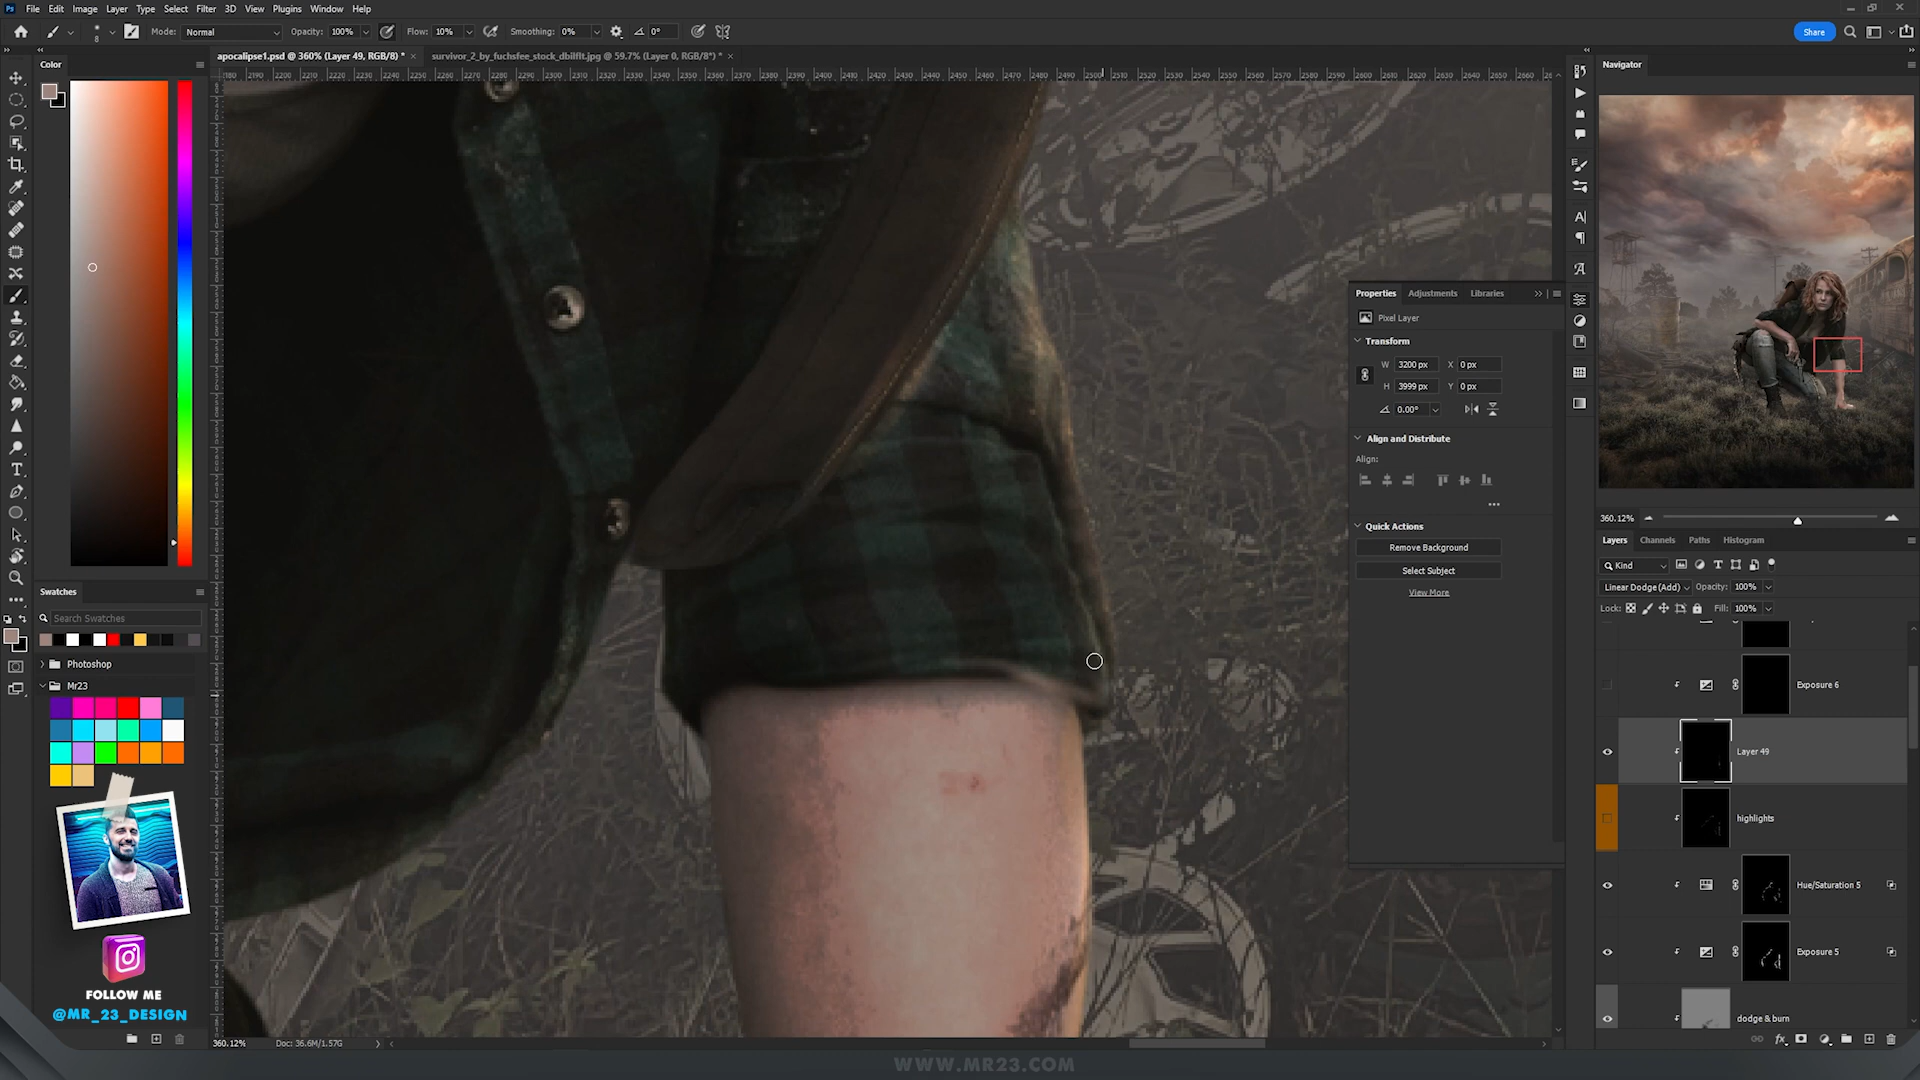 Ps File Edit Image Layer Type Select Filter 3D View Plugins Window Help
8 Mode: Normal Opacity: 100% Flow: 10% Smoothing: 0% 0° Share
apocalipse1.psd @ 360% (Layer 49, RGB/8) * × survivor_2_by_fuchsfee_stock_dbilflt.jpg @ 59.7% (Layer 0, RGB/8*) * ×
Color
Swatches
Search Swatches
Photoshop
Mr23
FOLLOW ME
@MR_23_DESIGN
360.12% Doc: 36.6M/1.57G
WWW.MR23.COM
Properties Adjustments Libraries
Pixel Layer
Transform
W 3200 px X 0 px
H 3999 px Y 0 px
0.00°
Align and Distribute
Align:
Quick Actions
Remove Background
Select Subject
View More
Navigator
360.12%
Layers Channels Paths Histogram
Kind
Linear Dodge (Add) Opacity: 100%
Lock: Fill: 100%
Exposure 6
Layer 49
highlights
Hue/Saturation 5
Exposure 5
dodge & burn